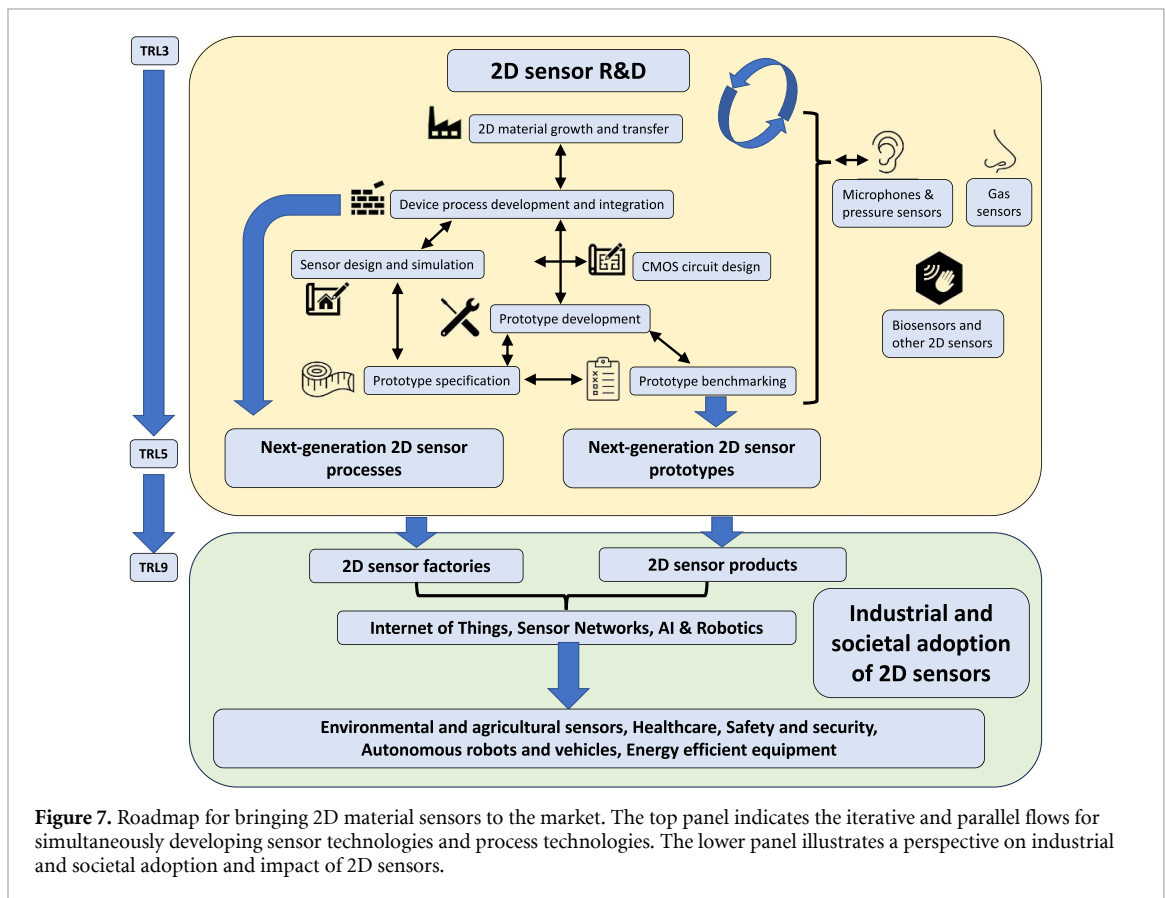 TRL3
2D sensor R&D
2D material growth and transfer
Device process development and integration
Microphones &
pressure sensors
Gas
sensors
Sensor design and simulation
CMOS circuit design
Prototype development
Biosensors and
other 2D sensors
Prototype specification
Prototype benchmarking
TRL5
Next-generation 2D sensor
processes
Next-generation 2D sensor
prototypes
TRL9
2D sensor factories
2D sensor products
Internet of Things, Sensor Networks, AI & Robotics
Industrial and
societal adoption
of 2D sensors
Environmental and agricultural sensors, Healthcare, Safety and security,
Autonomous robots and vehicles, Energy efficient equipment
Figure 7. Roadmap for bringing 2D material sensors to the market. The top panel indicates the iterative and parallel flows for
simultaneously developing sensor technologies and process technologies. The lower panel illustrates a perspective on industrial
and societal adoption and impact of 2D sensors.